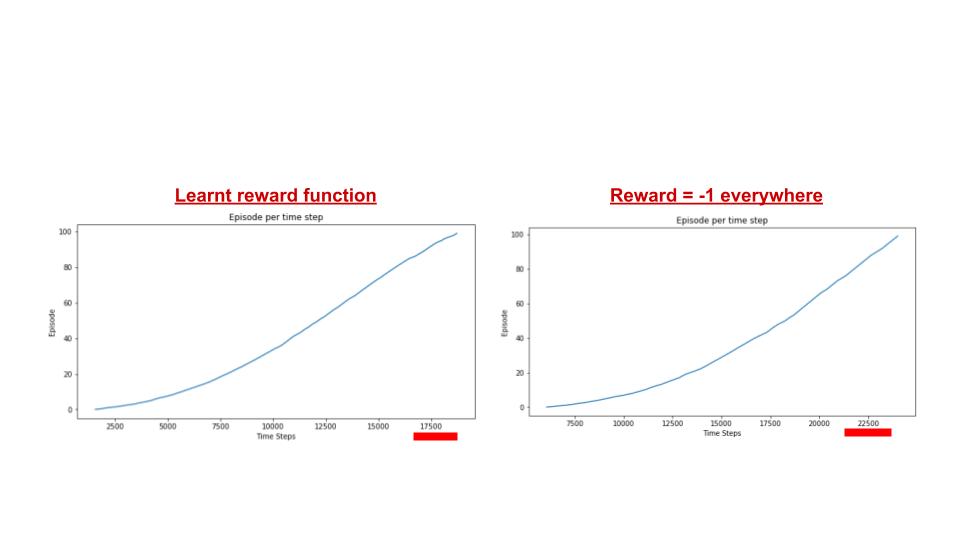 Learnt reward function
Episode per time step
100
80
60
40
20
0
Episode
2500 5000 7500 10000 12500 15000 17500
Time Steps
Reward = -1 everywhere
Episode per time step
100
80
60
40
20
0
Episode
7500 10000 12500 15000 17500 20000 22500
Time Steps